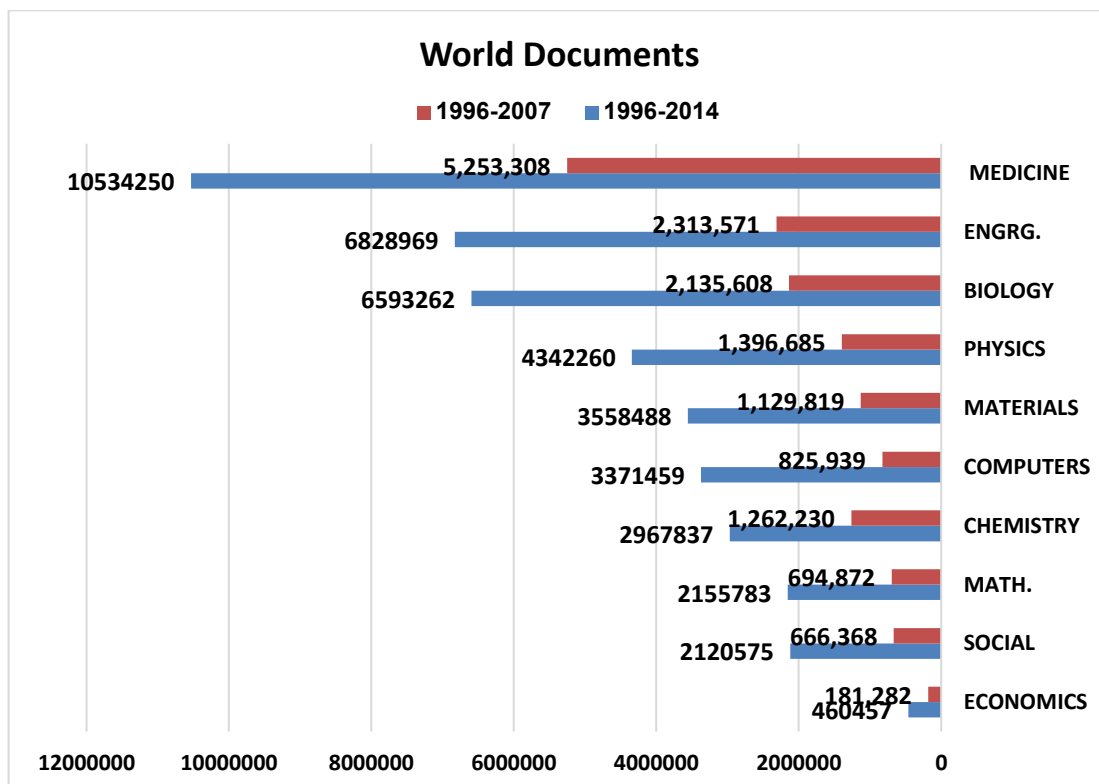 World Documents
1996-2007 1996-2014
5,253,308 MEDICINE
10534250
2,313,571 ENGRG.
6828969
2,135,608 BIOLOGY
6593262
1,396,685 PHYSICS
4342260
1,129,819 MATERIALS
3558488
825,939 COMPUTERS
3371459
1,262,230 CHEMISTRY
2967837
694,872 MATH.
2155783
666,368 SOCIAL
2120575
181,282 ECONOMICS
460457
12000000 10000000 8000000 6000000 4000000 2000000 0